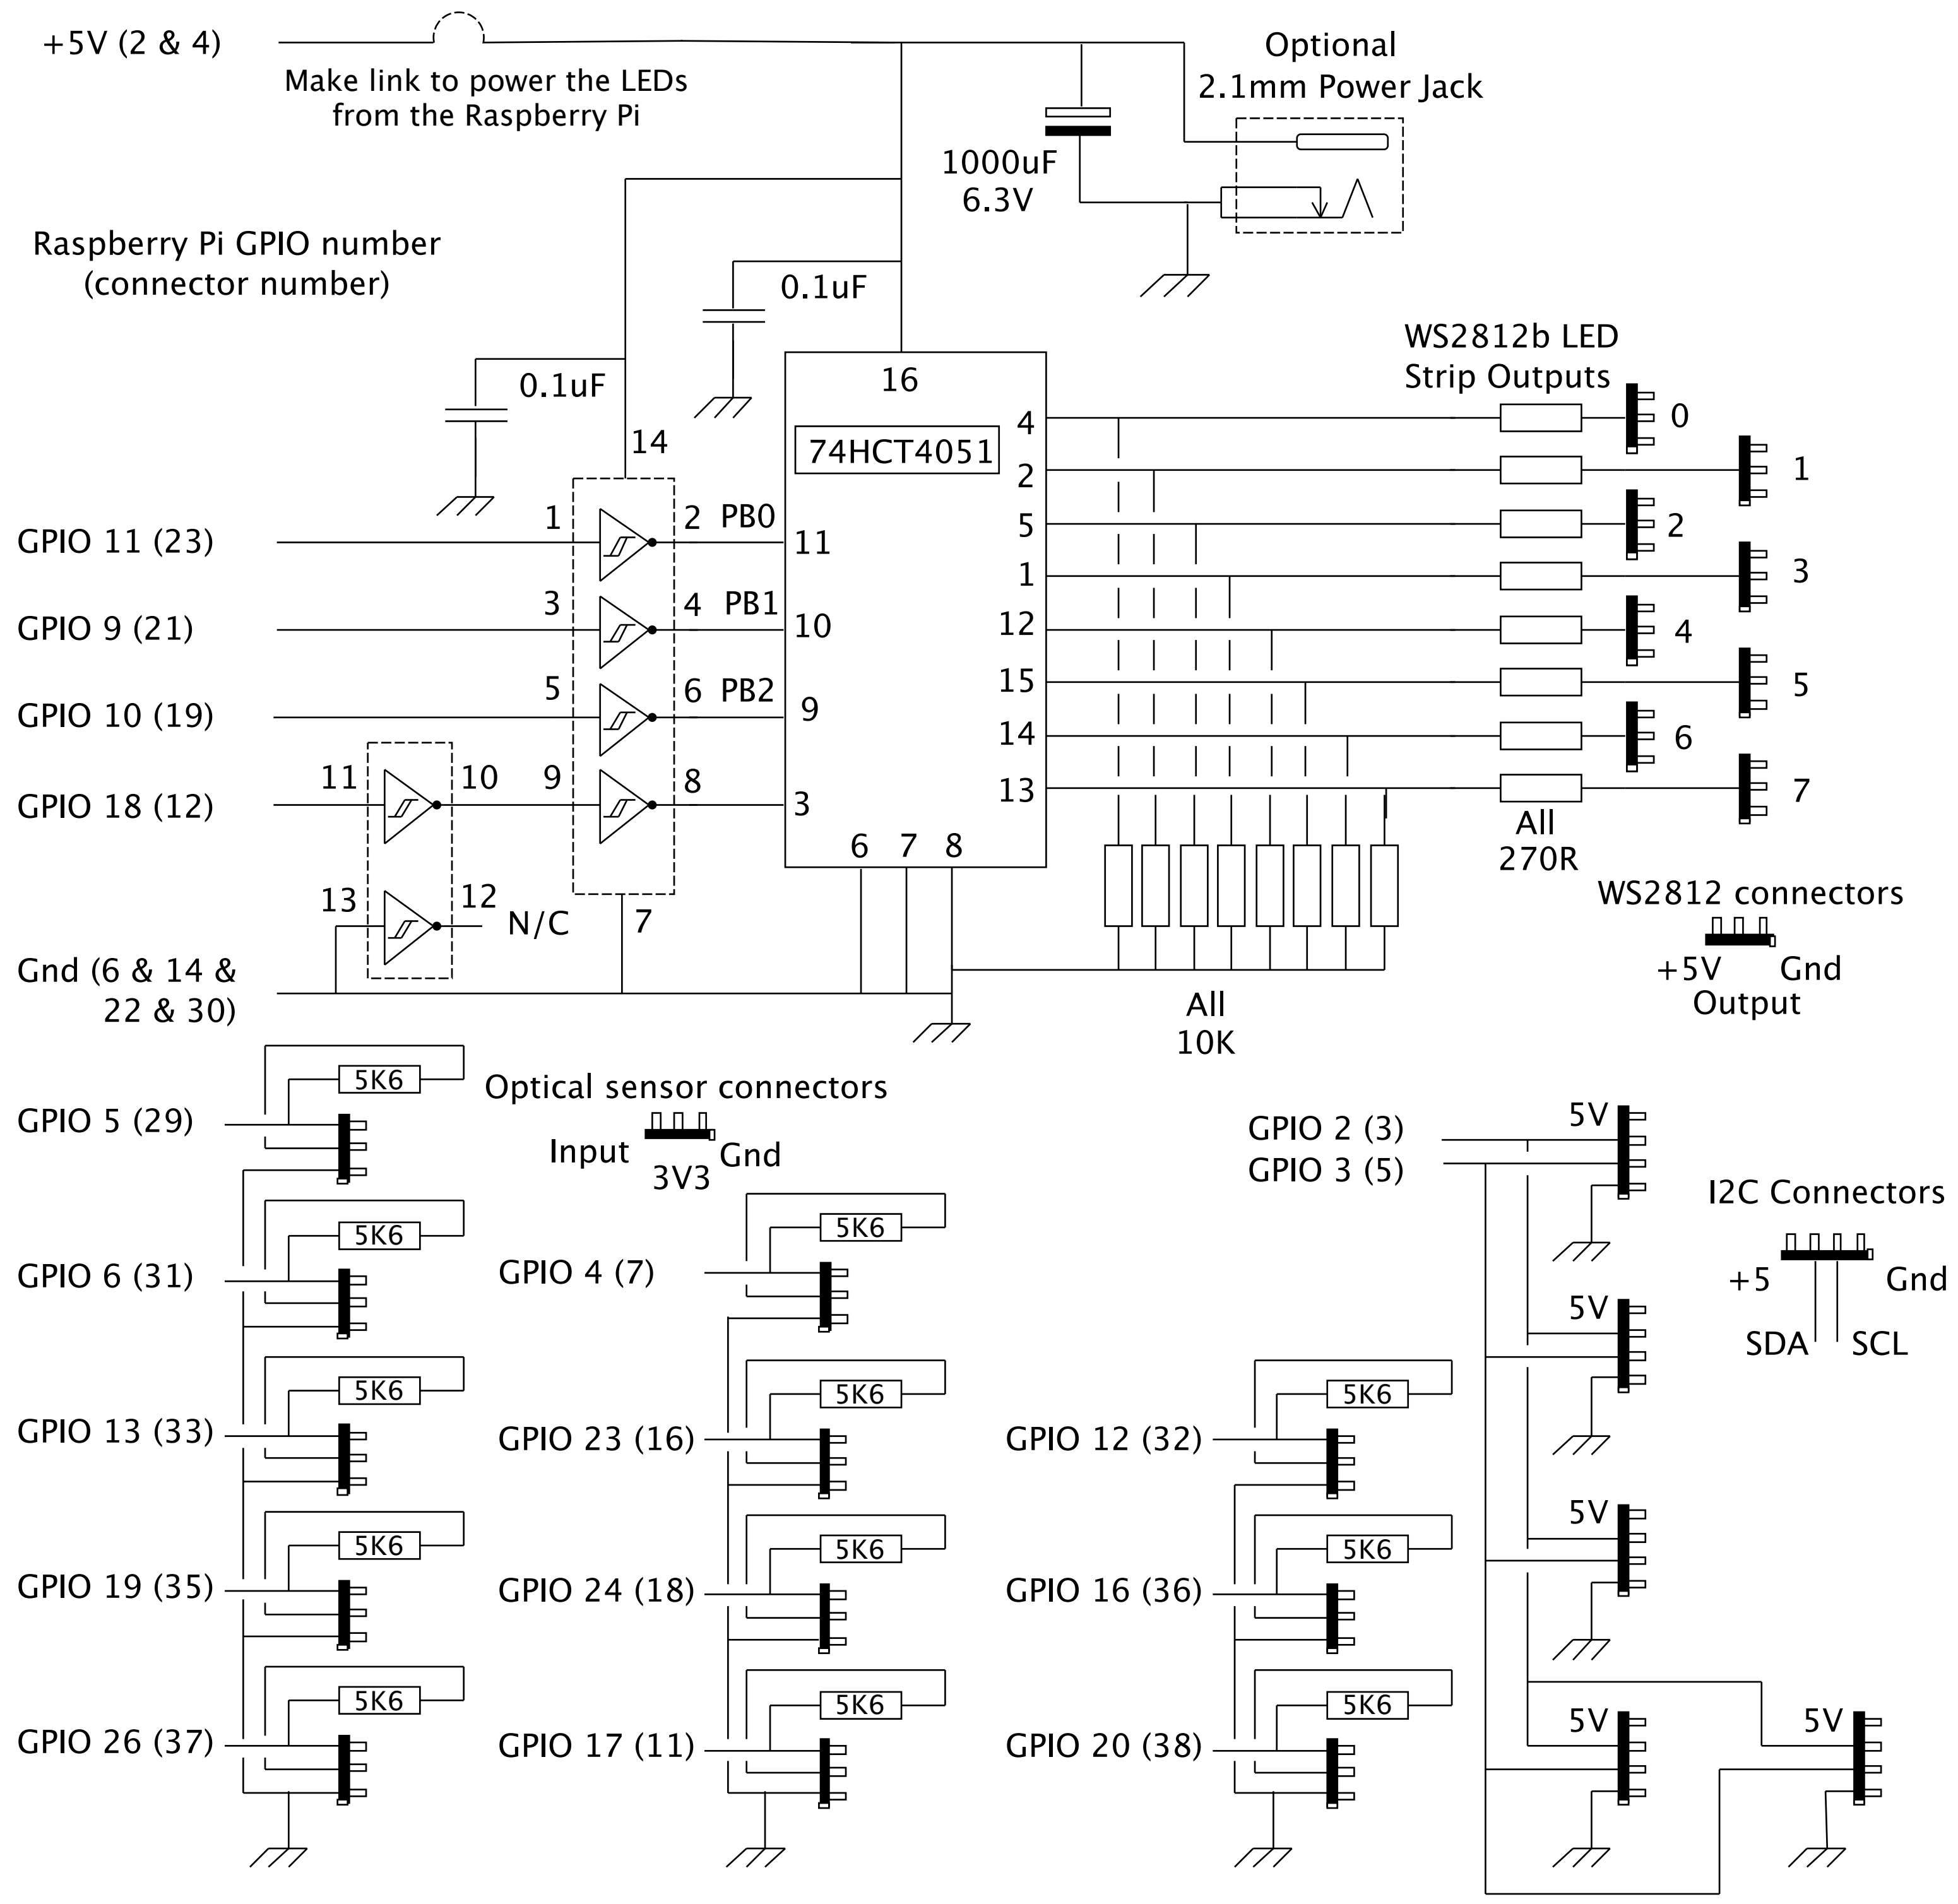 +5V (2 & 4)
Make link to power the LEDs
from the Raspberry Pi
Optional
2.1mm Power Jack
1000uF
6.3V
Raspberry Pi GPIO number
(connector number)
0.1uF
0.1uF
WS2812b LED
Strip Outputs
16
74HCT4051
14
4
0
2
1
5
2
1
3
12
4
15
5
14
6
13
7
GPIO 11 (23)
1
2
PB0
11
GPIO 9 (21)
3
4
PB1
10
GPIO 10 (19)
5
6
PB2
9
GPIO 18 (12)
11
10
9
8
3
6
7
8
All
270R
13
12
N/C
7
WS2812 connectors
+5V
Gnd
Output
Gnd (6 & 14 &
22 & 30)
All
10K
5K6
GPIO 5 (29)
Optical sensor connectors
Input
Gnd
3V3
5K6
GPIO 6 (31)
5K6
GPIO 13 (33)
5K6
GPIO 19 (35)
5K6
GPIO 26 (37)
5K6
GPIO 4 (7)
5K6
GPIO 23 (16)
5K6
GPIO 24 (18)
5K6
GPIO 17 (11)
5K6
GPIO 12 (32)
5K6
GPIO 16 (36)
5K6
GPIO 20 (38)
GPIO 2 (3)
GPIO 3 (5)
5V
5V
5V
5V
5V
I2C Connectors
+5
Gnd
SDA
SCL